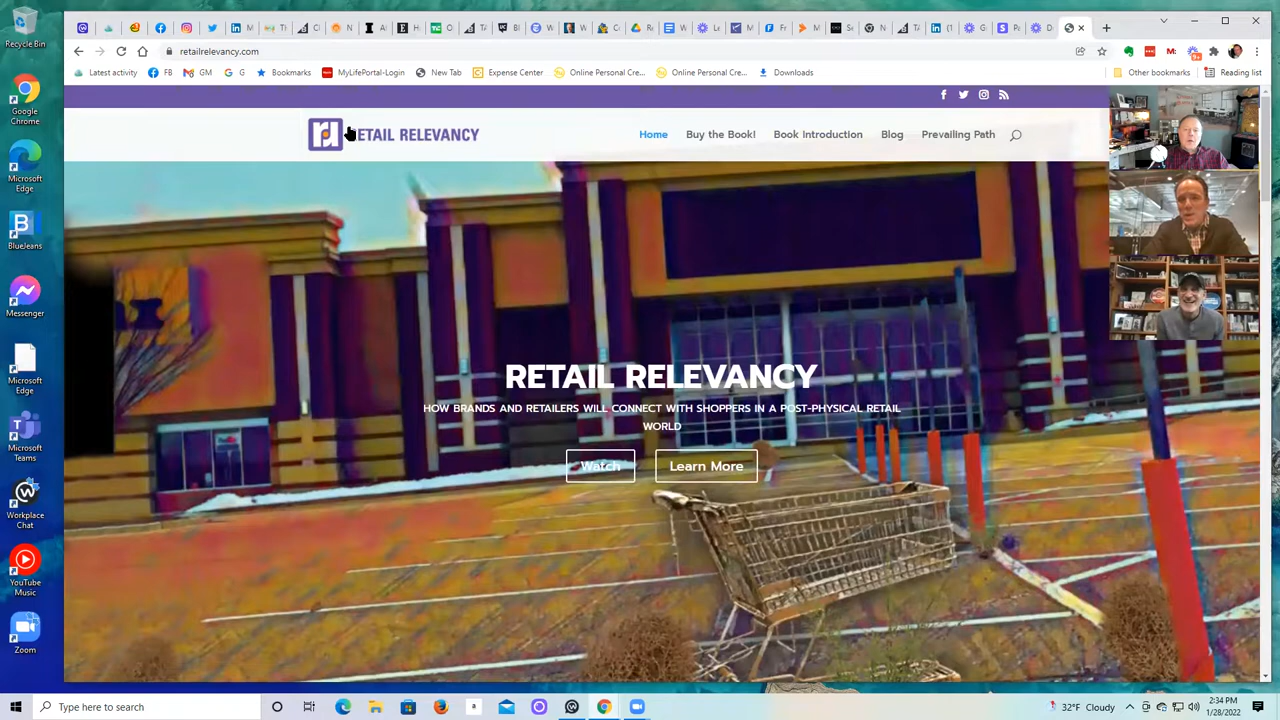 retailrelevancy.com
Latest activity
FB
GM
G
Bookmarks
MyLifePortal-Login
New Tab
Expense Center
Online Personal Cre...
Online Personal Cre...
Downloads
Other bookmarks
Reading list
RETAIL RELEVANCY
Home
Buy the Book!
Book Introduction
Blog
Prevailing Path
RETAIL RELEVANCY
HOW BRANDS AND RETAILERS WILL CONNECT WITH SHOPPERS IN A POST-PHYSICAL RETAIL
WORLD
Watch
Learn More
Recycle Bin
Google
Chrome
Microsoft
Edge
BlueJeans
Messenger
Microsoft
Edge
Microsoft
Teams
Workplace
Chat
YouTube
Music
Zoom
Type here to search
32°F Cloudy
2:34 PM
1/28/2022